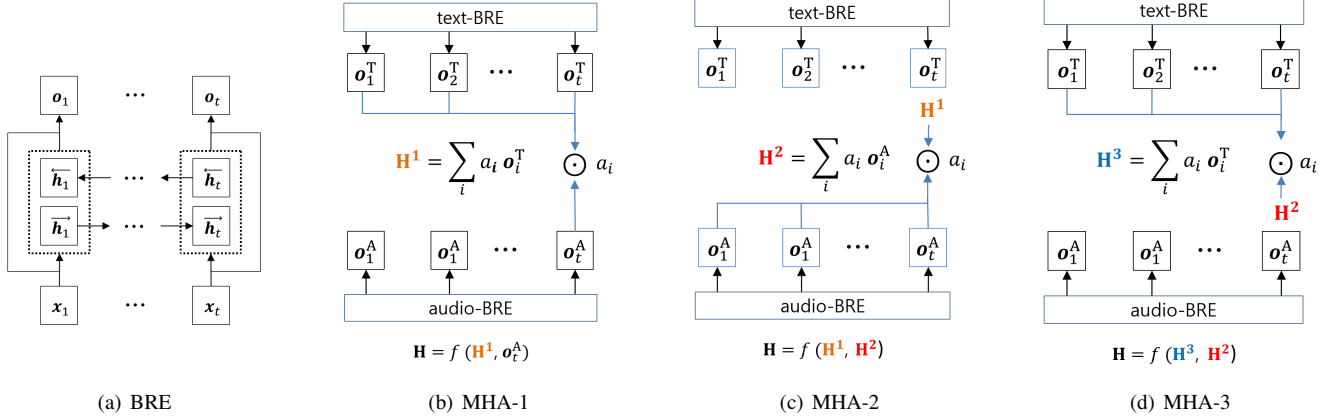 o₁ ⋯ oₜ
←h₁ ⋯ ←hₜ
→h₁ ⋯ →hₜ
x₁ ⋯ xₜ
(a) BRE
text-BRE
o₁ᵀ o₂ᵀ ⋯ oₜᵀ
H¹ = ∑ᵢ aᵢ oᵢᵀ ⊙ aᵢ
o₁ᴬ o₁ᴬ ⋯ oₜᴬ
audio-BRE
H = f (H¹, oₜᴬ)
(b) MHA-1
text-BRE
o₁ᵀ o₂ᵀ ⋯ oₜᵀ
H¹
H² = ∑ᵢ aᵢ oᵢᴬ ⊙ aᵢ
o₁ᴬ o₁ᴬ ⋯ oₜᴬ
audio-BRE
H = f (H¹, H²)
(c) MHA-2
text-BRE
o₁ᵀ o₂ᵀ ⋯ oₜᵀ
H³ = ∑ᵢ aᵢ oᵢᵀ ⊙ aᵢ
H²
o₁ᴬ o₁ᴬ ⋯ oₜᴬ
audio-BRE
H = f (H³, H²)
(d) MHA-3